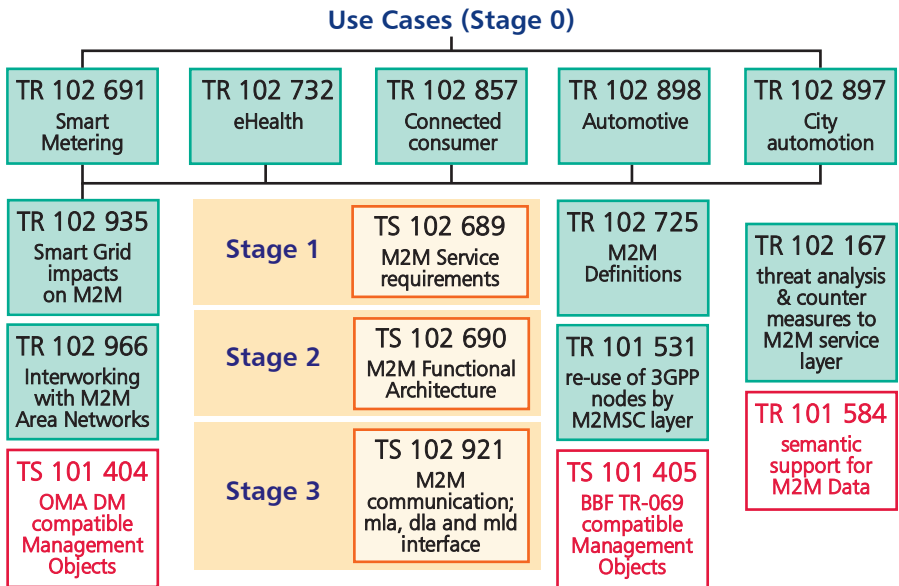 Use Cases (Stage 0)
TR 102 691
Smart
Metering
TR 102 732
eHealth
TR 102 857
Connected
consumer
TR 102 898
Automotive
TR 102 897
City
automotion
TR 102 935
Smart Grid
impacts
on M2M
TR 102 966
Interworking
with M2M
Area Networks
TS 101 404
OMA DM
compatible
Management
Objects
Stage 1
TS 102 689
M2M Service
requirements
Stage 2
TS 102 690
M2M Functional
Architecture
Stage 3
TS 102 921
M2M
communication;
mla, dla and mld
interface
TR 102 725
M2M
Definitions
TR 101 531
re-use of 3GPP
nodes by
M2MSC layer
TS 101 405
BBF TR-069
compatible
Management
Objects
TR 102 167
threat analysis
& counter
measures to
M2M service
layer
TR 101 584
semantic
support for
M2M Data